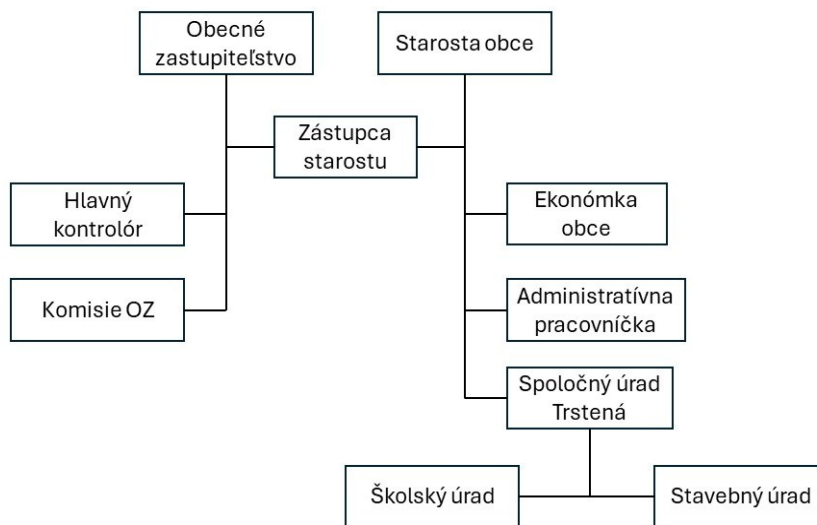 Obecné
zastupiteľstvo
Starosta obce
Zástupca
starostu
Hlavný
kontrolór
Ekonómka
obce
Komisie OZ
Administratívna
pracovníčka
Spoločný úrad
Trstená
Školský úrad
Stavebný úrad